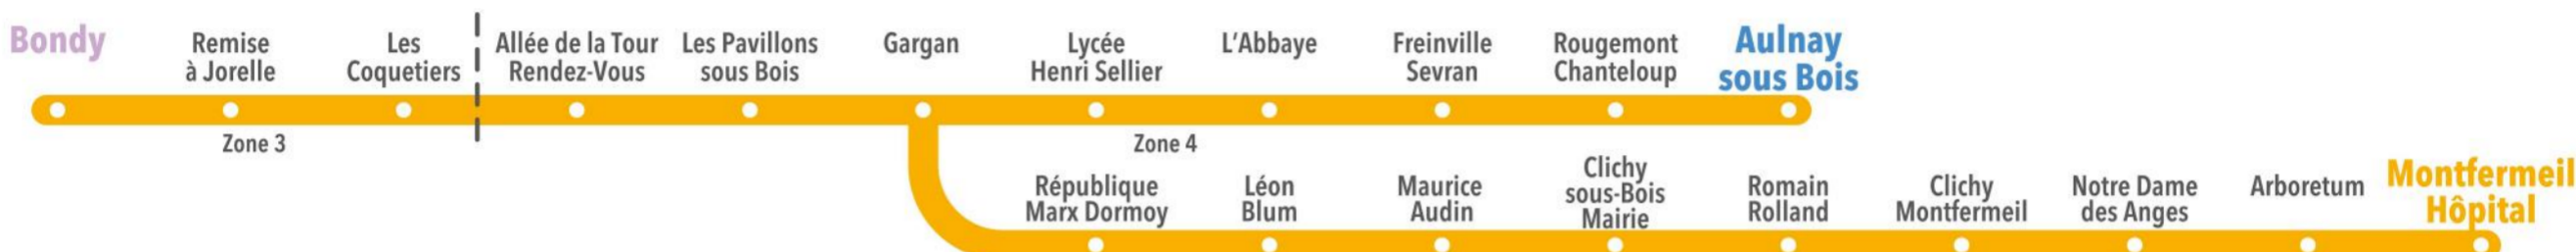 Bondy
Remise
à Jorelle
Les
Coquetiers
Allée de la Tour
Rendez-Vous
Les Pavillons
sous Bois
Gargan
Lycée
Henri Sellier
L'Abbaye
Freinville
Sevran
Rougemont
Chanteloup
Aulnay
sous Bois
Zone 3
Zone 4
République
Marx Dormoy
Léon
Blum
Maurice
Audin
Clichy
sous-Bois
Mairie
Romain
Rolland
Clichy
Montfermeil
Notre Dame
des Anges
Arboretum
Montfermeil
Hôpital